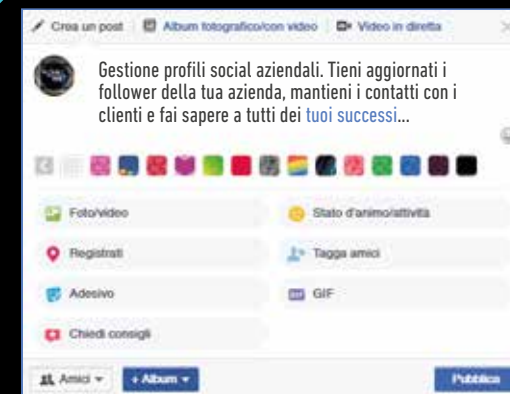 Crea un post Album fotografico/con video Video in diretta
Gestione profili social aziendali. Tieni aggiornati i
follower della tua azienda, mantieni i contatti con i
clienti e fai sapere a tutti dei tuoi successi...
Foto/video Stato d'animo/attività
Registrati Tagga amici
Adesivo GIF GIF
Chiedi consigli
Amici + Album Pubblica